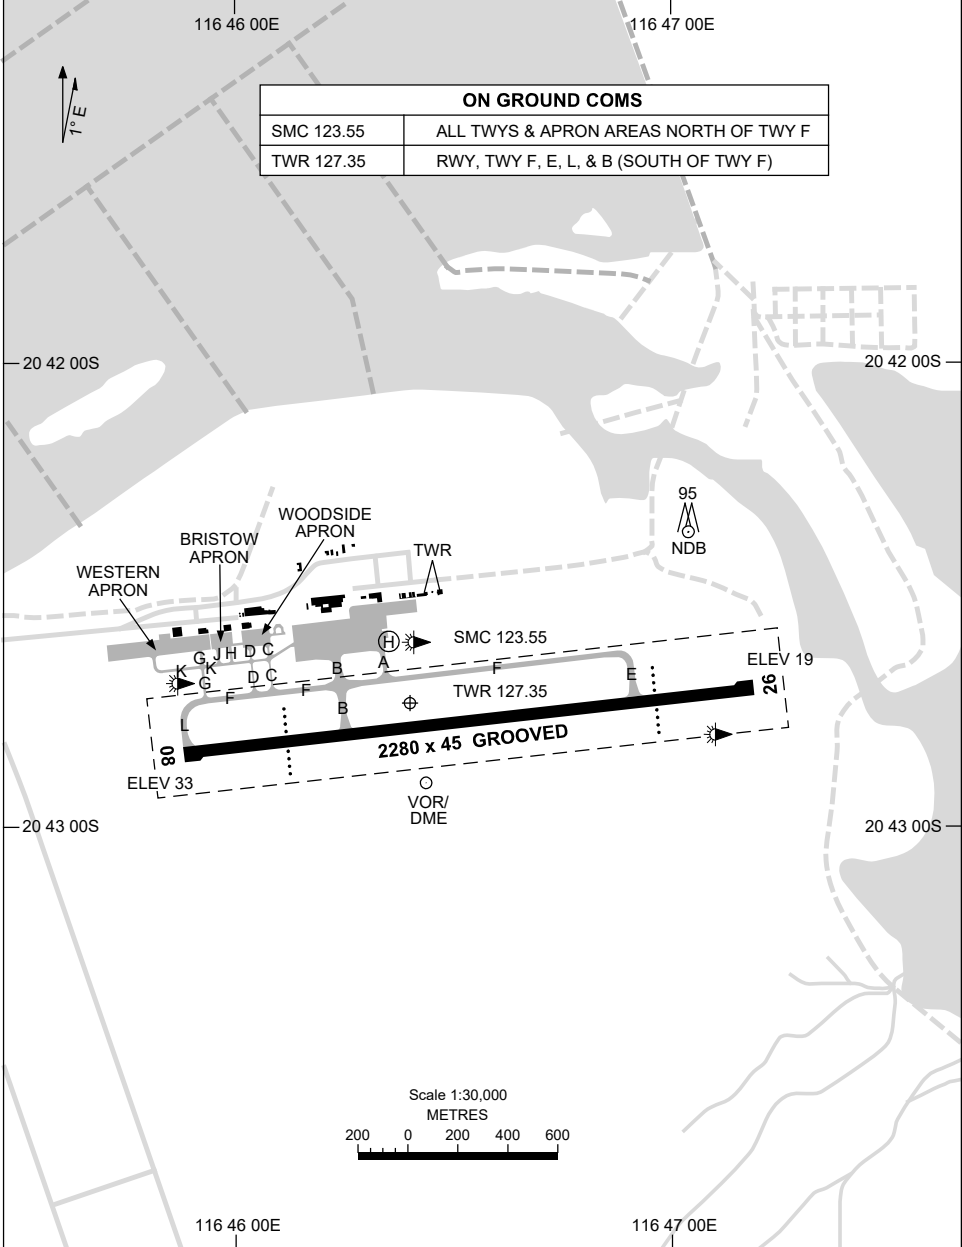 116 46 00E
116 47 00E
1° E
ON GROUND COMS
SMC 123.55 ALL TWYS & APRON AREAS NORTH OF TWY F
TWR 127.35 RWY, TWY F, E, L, & B (SOUTH OF TWY F)
20 42 00S
20 42 00S
95
NDB
WOODSIDE
APRON
BRISTOW
APRON
WESTERN
APRON
TWR
H
SMC 123.55
G J H D C
K K B A F
G D C
F F
E
ELEV 19
26
TWR 127.35
B
L
2280 x 45 GROOVED
08
ELEV 33
VOR/
DME
20 43 00S
20 43 00S
Scale 1:30,000
METRES
200 0 200 400 600
116 46 00E
116 47 00E